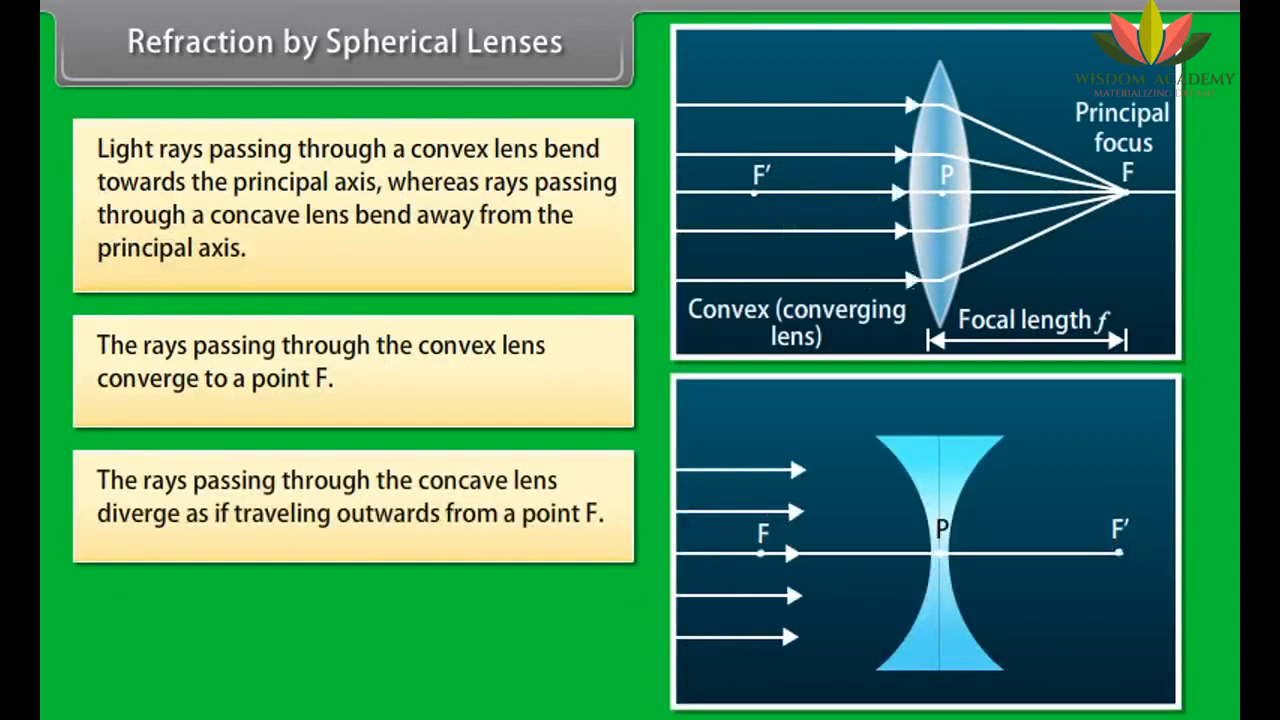 Refraction by Spherical Lenses
Light rays passing through a convex lens bend
towards the principal axis, whereas rays passing
through a concave lens bend away from the
principal axis.
The rays passing through the convex lens
converge to a point F.
The rays passing through the concave lens
diverge as if traveling outwards from a point F.
WISDOM ACADEMY
MATERIALIZING DREAMS
Principal
focus
F' P F
Convex (converging
lens)
Focal length f
F P F'